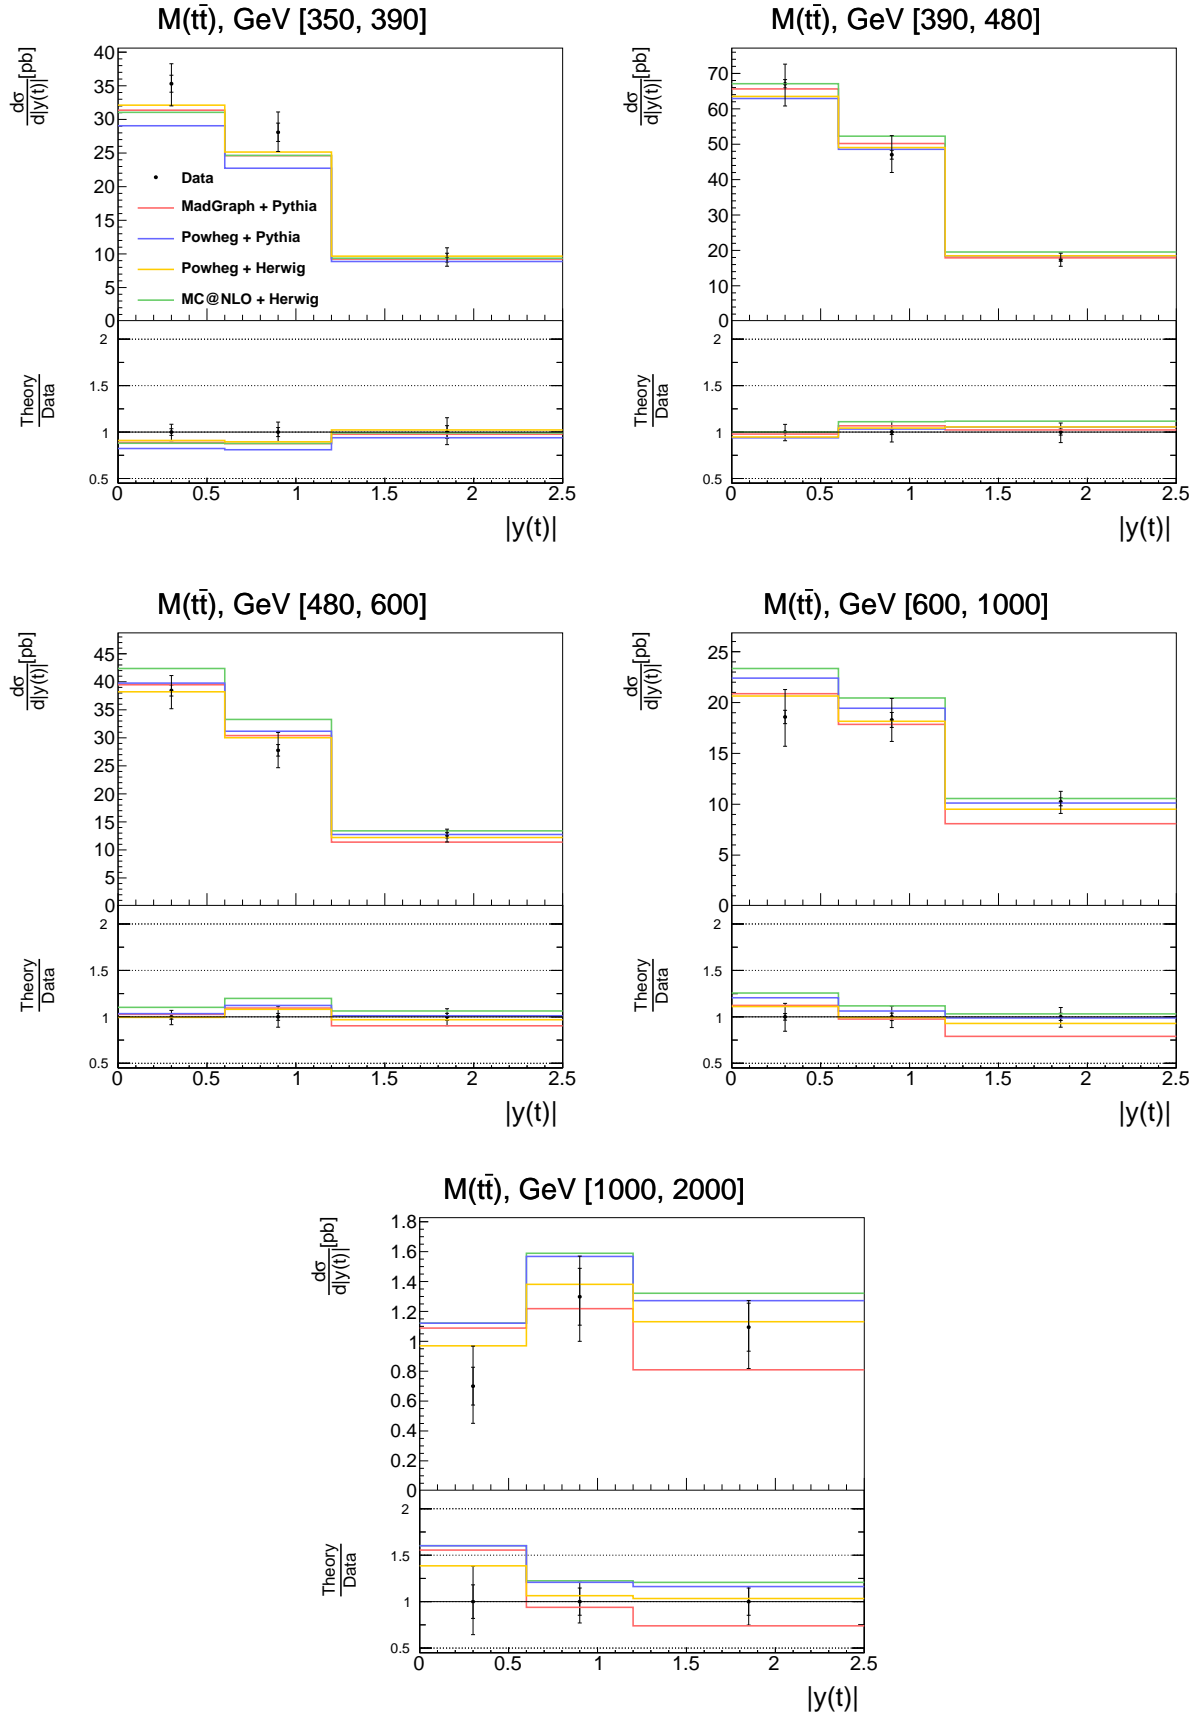 M(tt̄), GeV [350, 390]
dσ
d|y(t)| [pb]
40
35
30
25
20
15
10
5
0
Data
MadGraph + Pythia
Powheg + Pythia
Powheg + Herwig
MC@NLO + Herwig
Theory
Data
2
1.5
1
0.5
0 0.5 1 1.5 2 2.5
|y(t)|
M(tt̄), GeV [390, 480]
dσ
d|y(t)| [pb]
70
60
50
40
30
20
10
0
Theory
Data
2
1.5
1
0.5
0 0.5 1 1.5 2 2.5
|y(t)|
M(tt̄), GeV [480, 600]
dσ
d|y(t)| [pb]
45
40
35
30
25
20
15
10
5
0
Theory
Data
2
1.5
1
0.5
0 0.5 1 1.5 2 2.5
|y(t)|
M(tt̄), GeV [600, 1000]
dσ
d|y(t)| [pb]
25
20
15
10
5
0
Theory
Data
2
1.5
1
0.5
0 0.5 1 1.5 2 2.5
|y(t)|
M(tt̄), GeV [1000, 2000]
dσ
d|y(t)| [pb]
1.8
1.6
1.4
1.2
1
0.8
0.6
0.4
0.2
0
Theory
Data
2
1.5
1
0.5
0 0.5 1 1.5 2 2.5
|y(t)|